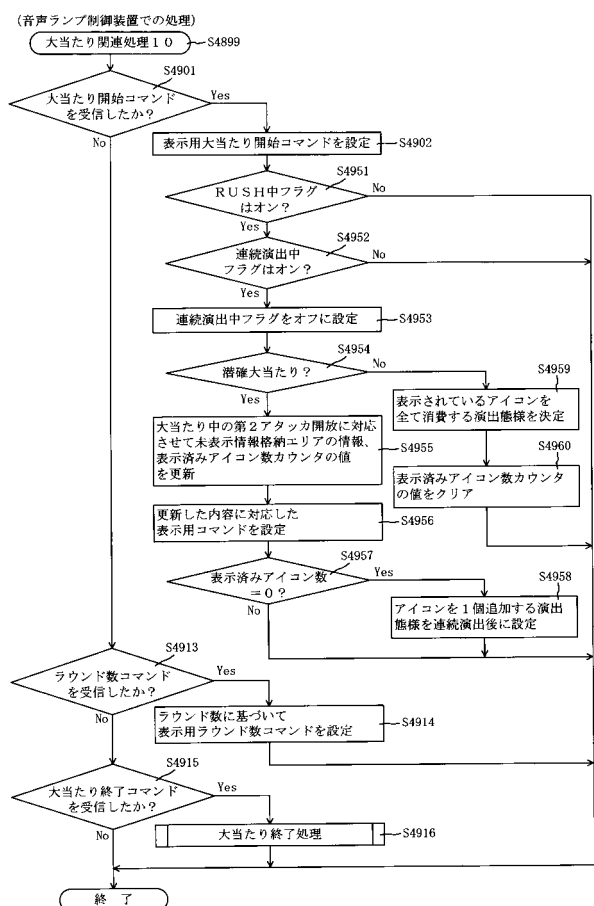 (音声ランプ制御装置での処理)
大当たり関連処理10
S4899
S4901
大当たり開始コマンド
を受信したか?
Yes
No
表示用大当たり開始コマンドを設定
S4902
S4951
RUSH中フラグ
はオン?
No
Yes
S4952
連続演出中
フラグはオン?
No
Yes
連続演出中フラグをオフに設定
S4953
S4954
潜確大当たり?
No
Yes
S4959
表示されているアイコンを
全て消費する演出態様を決定
大当たり中の第2アタッカ開放に対応
させて未表示情報格納エリアの情報、
表示済みアイコン数カウンタの値
を更新
S4955
S4960
表示済みアイコン数カウンタ
の値をクリア
更新した内容に対応した
表示用コマンドを設定
S4956
S4957
表示済みアイコン数
=0?
Yes
No
S4958
アイコンを1個追加する演出
態様を連続演出後に設定
S4913
ラウンド数コマンド
を受信したか?
Yes
No
ラウンド数に基づいて
表示用ラウンド数コマンドを設定
S4914
S4915
大当たり終了コマンド
を受信したか?
Yes
No
大当たり終了処理
S4916
終了